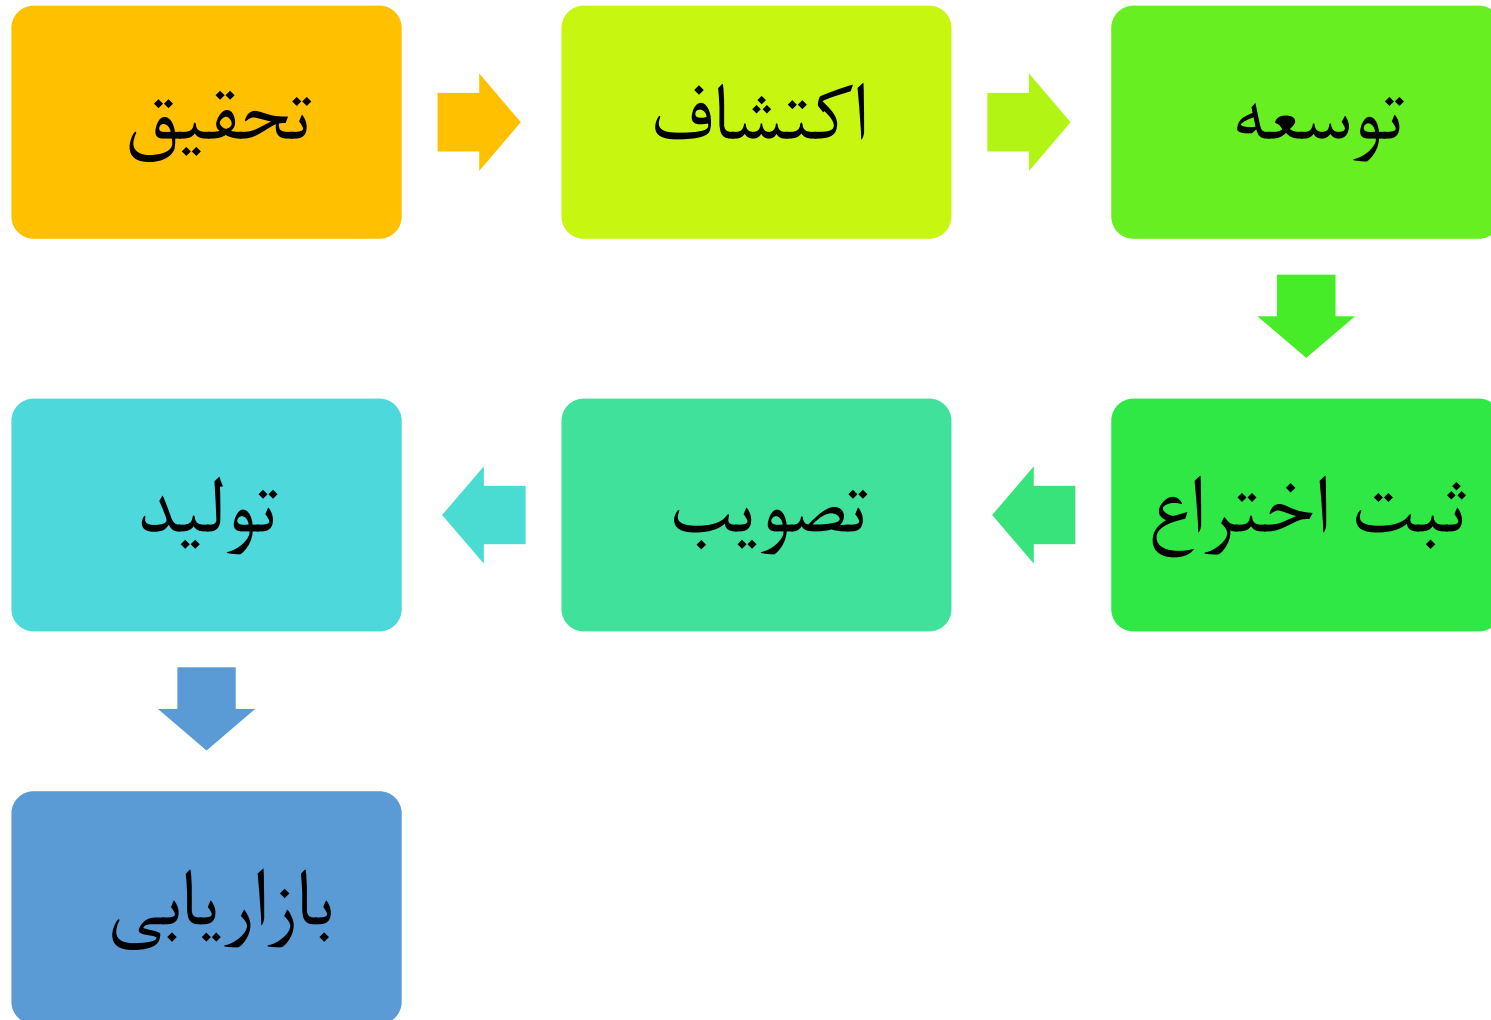 تحقیق
اکتشاف
توسعه
ثبت اختراع
تصویب
تولید
بازاریابی